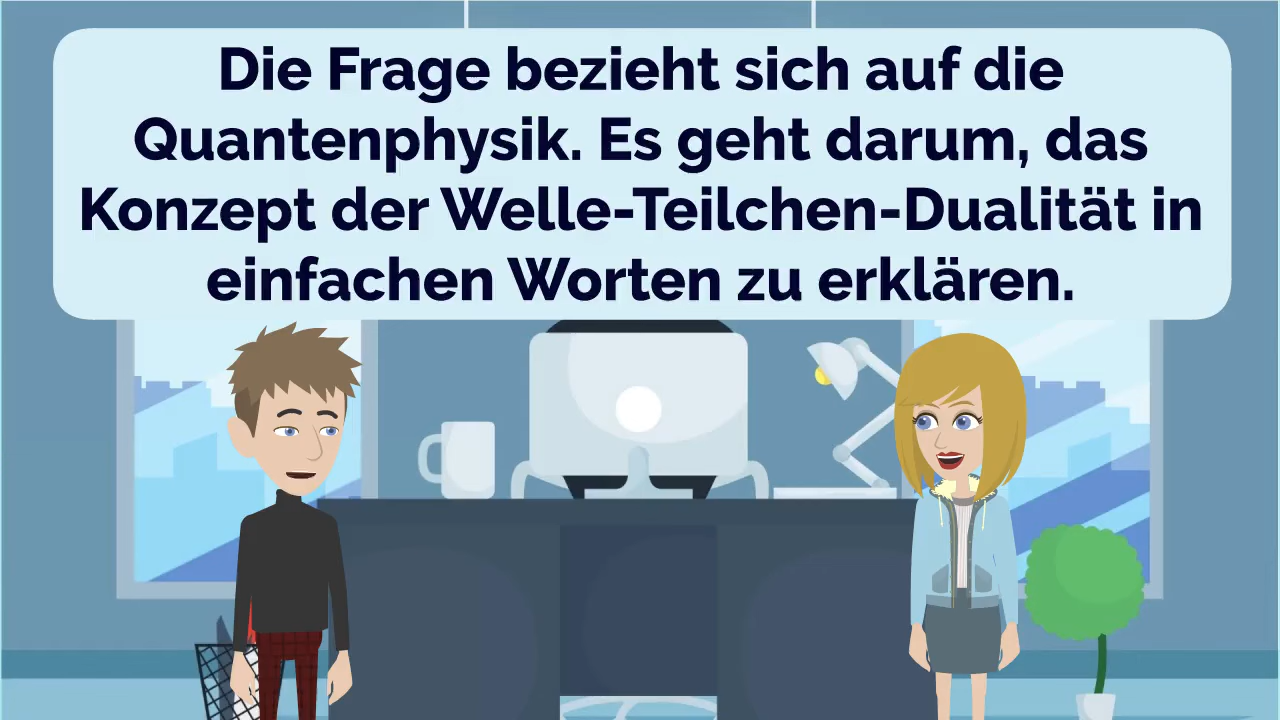 Die Frage bezieht sich auf die
Quantenphysik. Es geht darum, das
Konzept der Welle-Teilchen-Dualität in
einfachen Worten zu erklären.